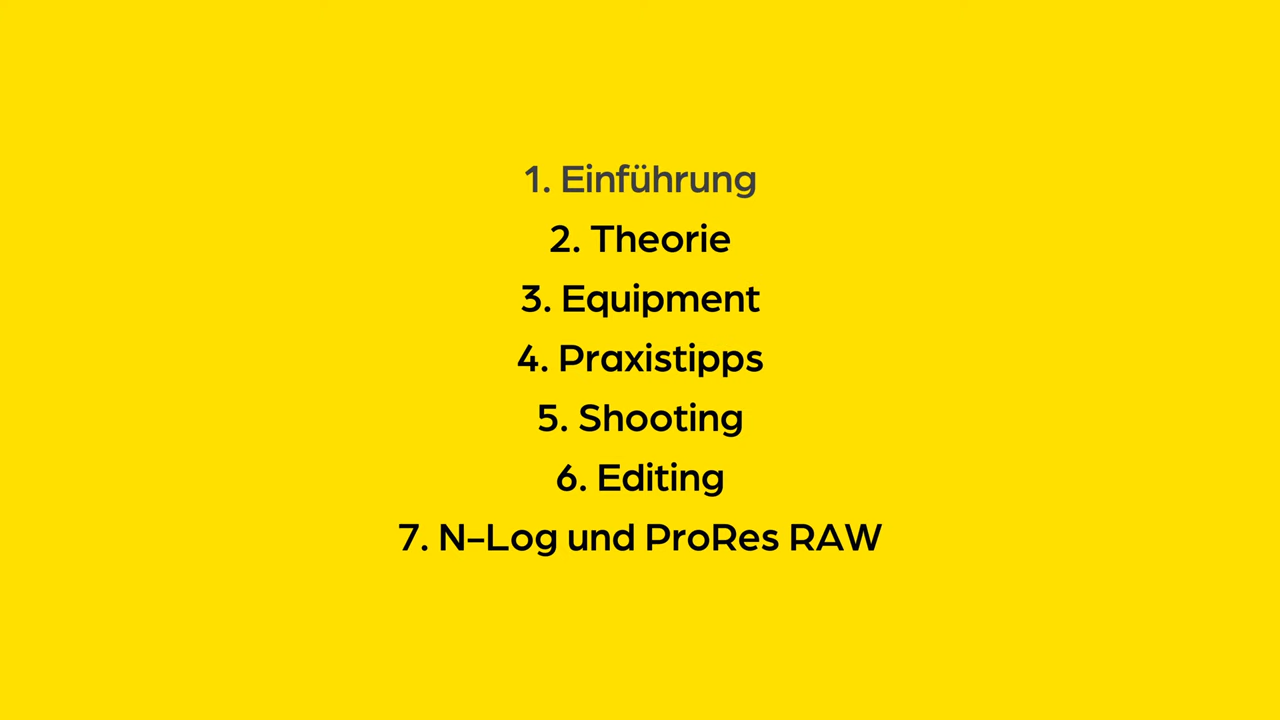 1. Einführung
2. Theorie
3. Equipment
4. Praxistipps
5. Shooting
6. Editing
7. N-Log und ProRes RAW